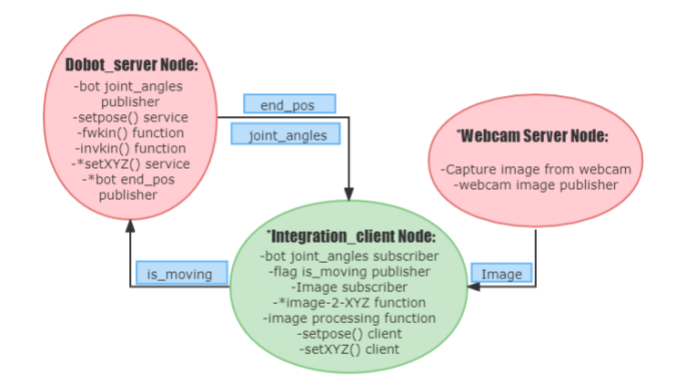 Dobot_server Node:
-bot joint_angles
publisher
-setpose() service
-fwkin() function
-invkin() function
-*setXYZ() service
-*bot end_pos
publisher
end_pos
joint_angles
*Webcam Server Node:
-Capture image from webcam
-webcam image publisher
*Integration_client Node:
-bot joint_angles subscriber
-flag is_moving publisher
-Image subscriber
-*image-2-XYZ function
-image processing function
-setpose() client
-setXYZ() client
is_moving
Image